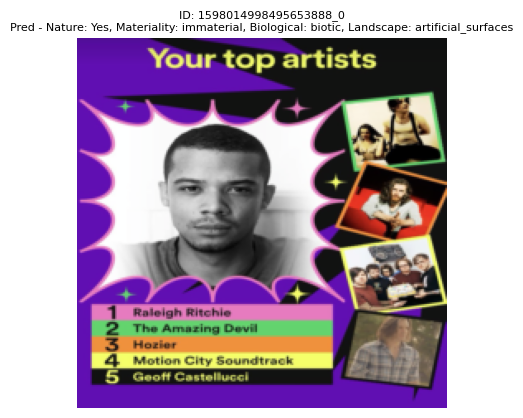 ID: 1598014998495653888_0
Pred - Nature: Yes, Materiality: immaterial, Biological: biotic, Landscape: artificial_surfaces
Your top artists
1 Raleigh Ritchie
2 The Amazing Devil
3 Hozier
4 Motion City Soundtrack
5 Geoff Castellucci